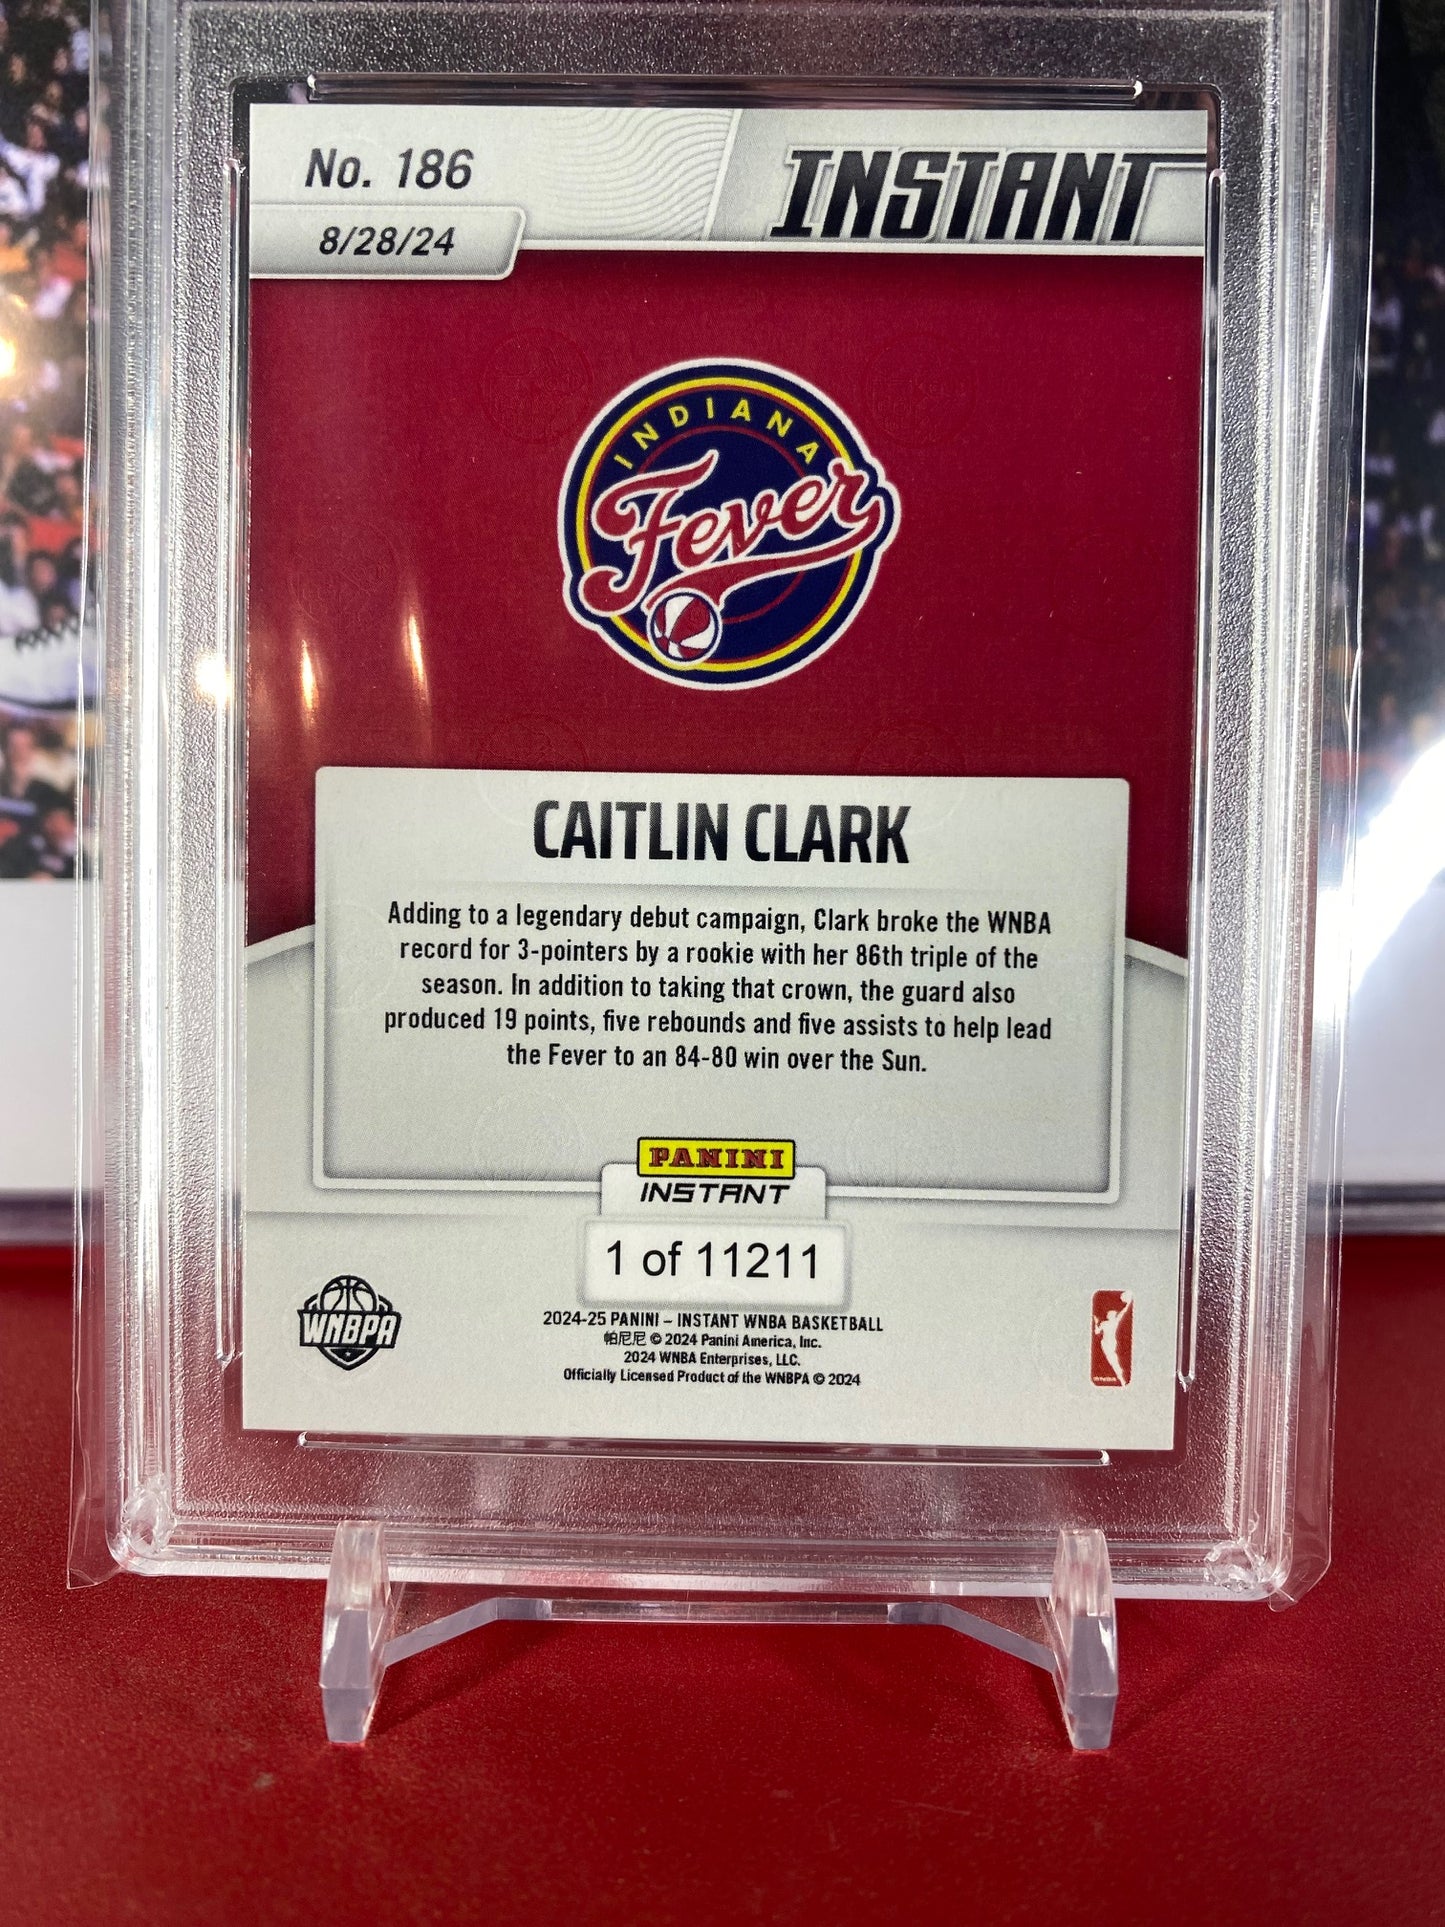 No. 186
INSTANT
8/28/24
INDIANA
Fever
CAITLIN CLARK
Adding to a legendary debut campaign, Clark broke the WNBA
record for 3-pointers by a rookie with her 86th triple of the
season. In addition to taking that crown, the guard also
produced 19 points, five rebounds and five assists to help lead
the Fever to an 84-80 win over the Sun.
PANINI
INSTANT
1 of 11211
WNBPA
2024-25 PANINI – INSTANT WNBA BASKETBALL
帕尼尼 © 2024 Panini America, Inc.
2024 WNBA Enterprises, LLC.
Officially Licensed Product of the WNBPA © 2024